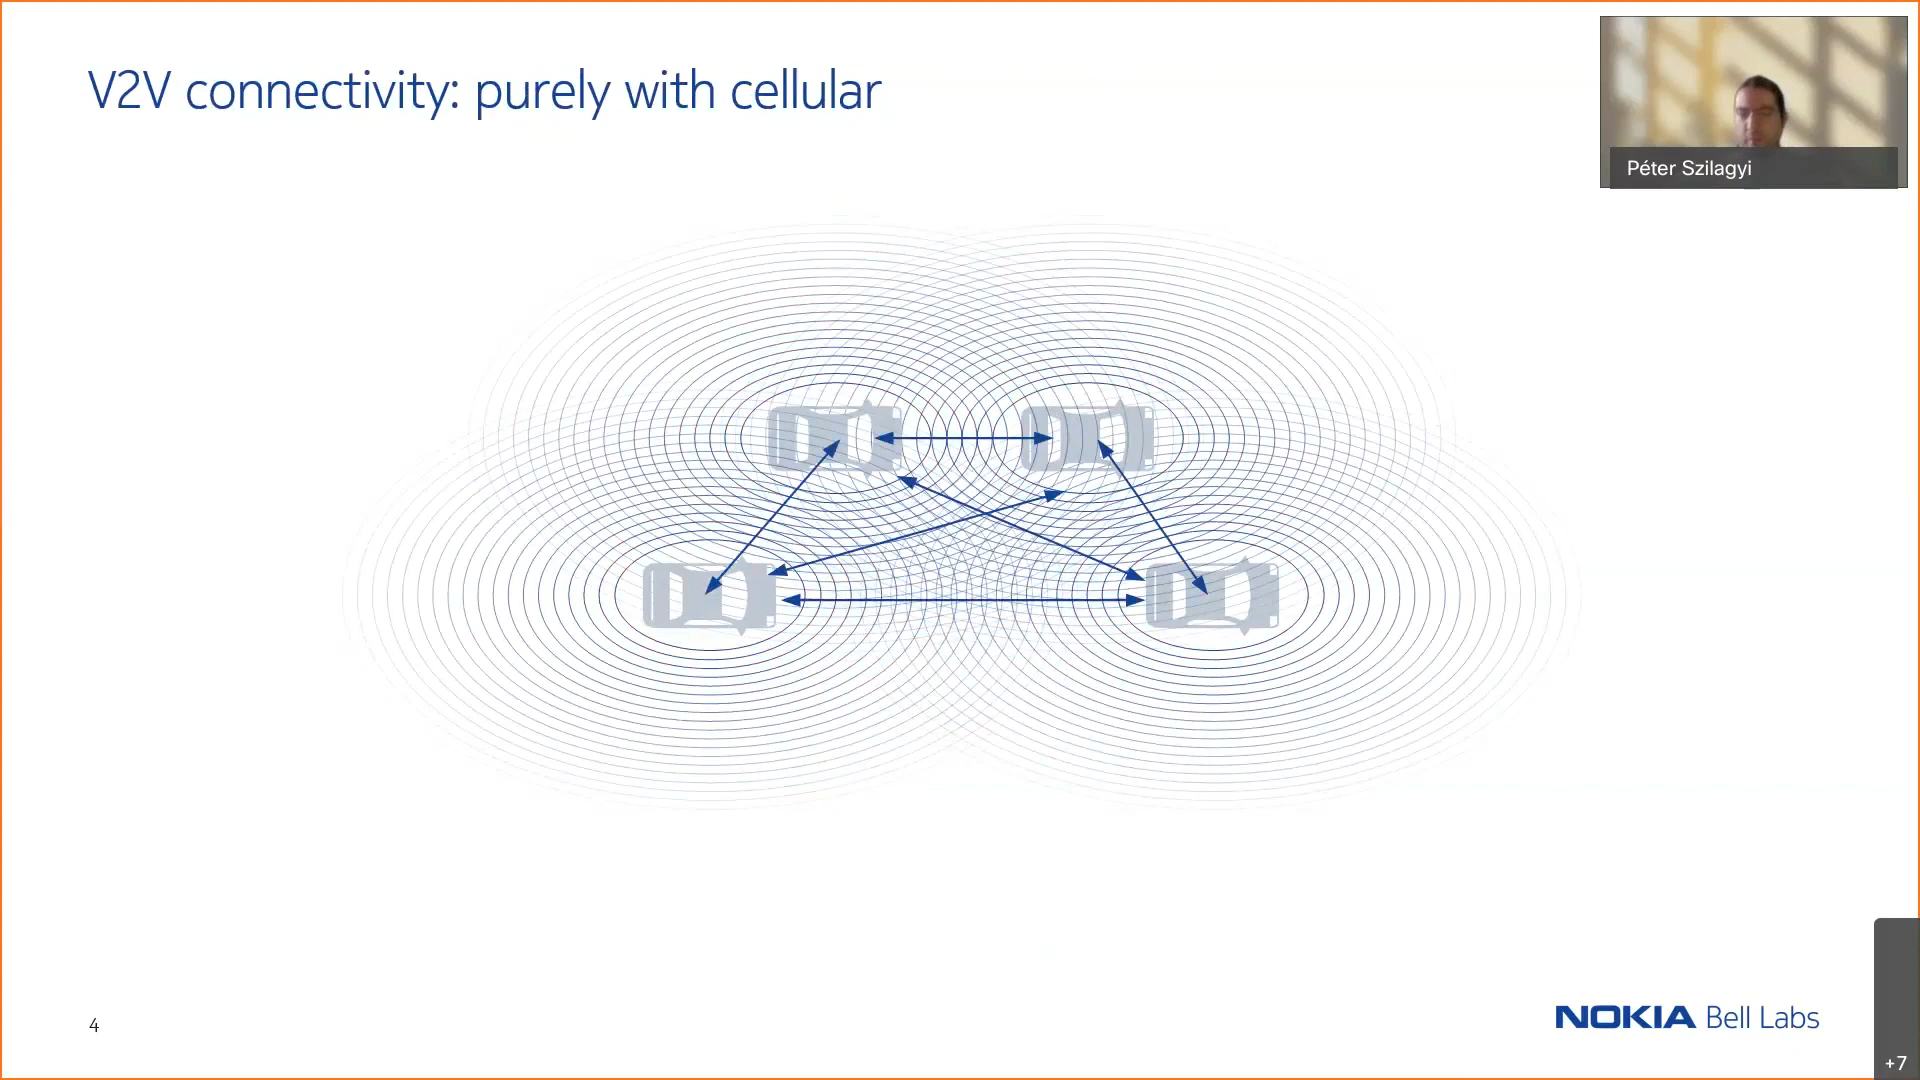 V2V connectivity: purely with cellular
Péter Szilagyi
4
NOKIA Bell Labs
+7